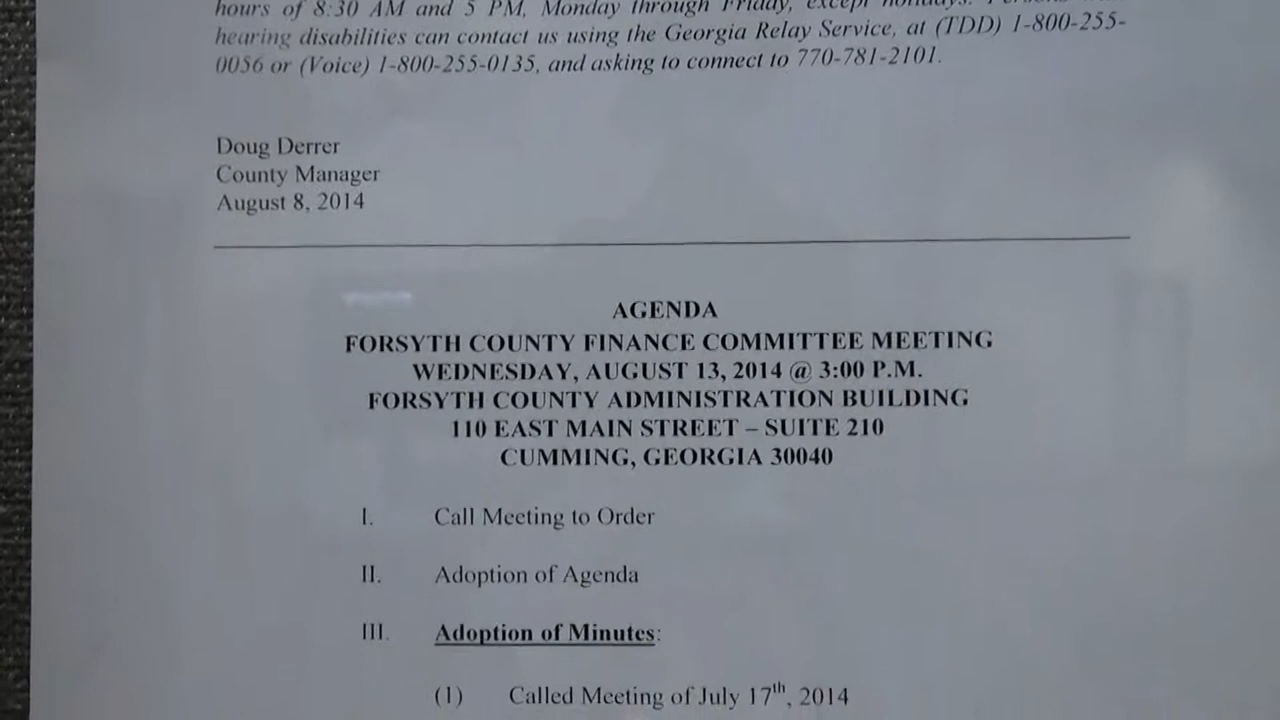 hours of 8:30 AM and 5 PM, Monday through Friday, except holidays. Persons with
hearing disabilities can contact us using the Georgia Relay Service, at (TDD) 1-800-255-
0056 or (Voice) 1-800-255-0135, and asking to connect to 770-781-2101.
Doug Derrer
County Manager
August 8, 2014
AGENDA
FORSYTH COUNTY FINANCE COMMITTEE MEETING
WEDNESDAY, AUGUST 13, 2014 @ 3:00 P.M.
FORSYTH COUNTY ADMINISTRATION BUILDING
110 EAST MAIN STREET – SUITE 210
CUMMING, GEORGIA 30040
I. Call Meeting to Order
II. Adoption of Agenda
III. Adoption of Minutes:
(1) Called Meeting of July 17th, 2014